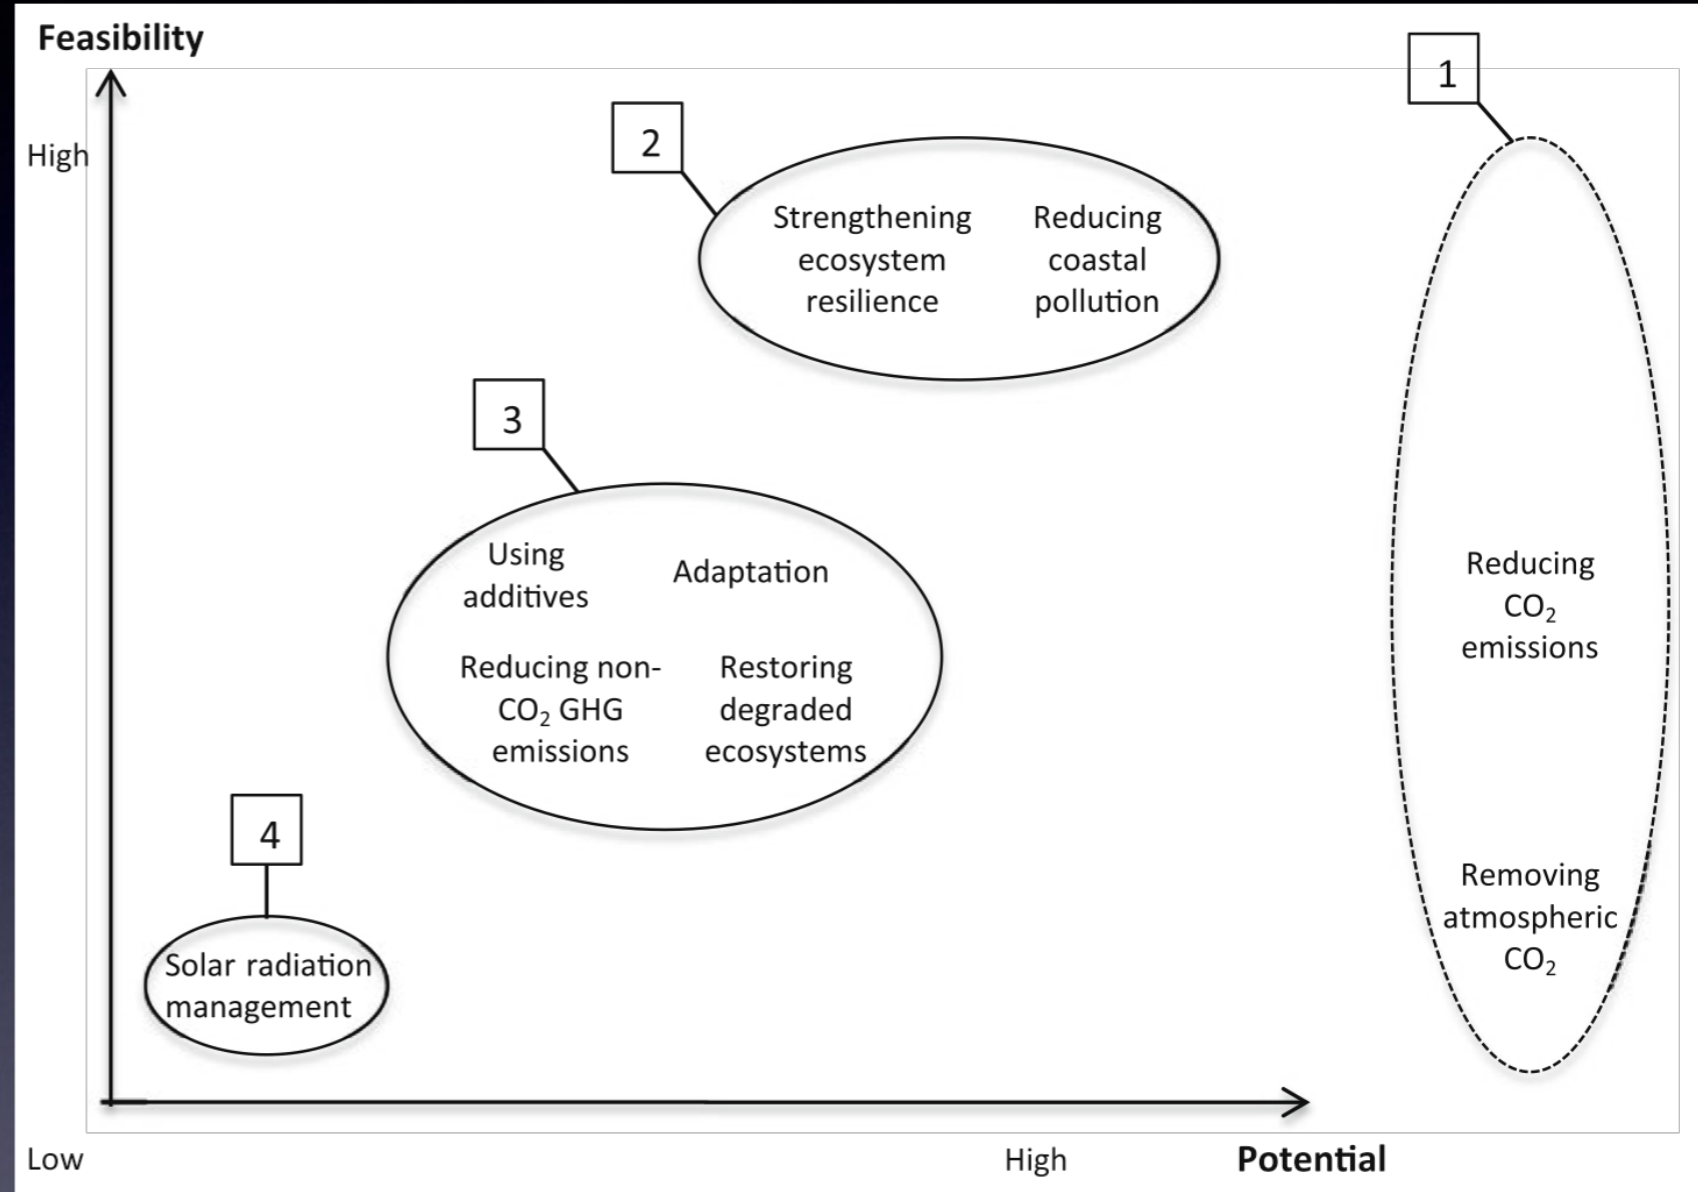 Feasibility
1
2
High
Strengthening
ecosystem
resilience
Reducing
coastal
pollution
3
Using
additives
Adaptation
Reducing
CO₂
emissions
Reducing non-
CO₂ GHG
emissions
Restoring
degraded
ecosystems
4
Removing
atmospheric
CO₂
Solar radiation
management
Low
High
Potential